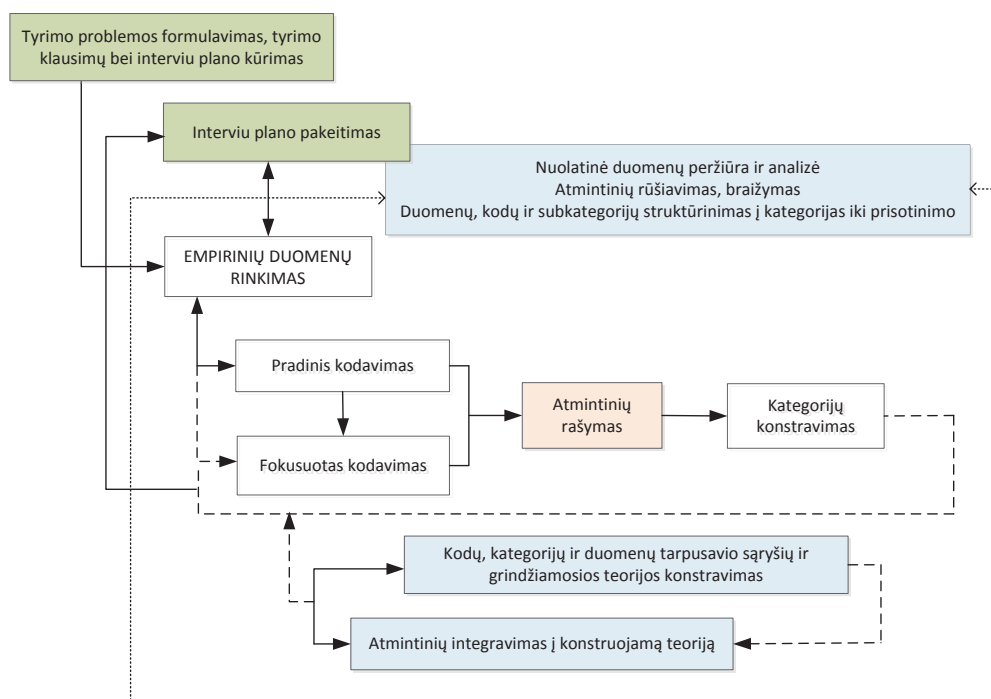 Tyrimo problemos formulavimas, tyrimo
klausimų bei interviu plano kūrimas
Interviu plano pakeitimas
Nuolatinė duomenų peržiūra ir analizė
Atmintinių rūšiavimas, braižymas
Duomenų, kodų ir subkategorijų struktūrinimas į kategorijas iki prisotinimo
EMPIRINIŲ DUOMENŲ
RINKIMAS
Pradinis kodavimas
Atmintinių
rašymas
Kategorijų
konstravimas
Fokusuotas kodavimas
Kodų, kategorijų ir duomenų tarpusavio sąryšių ir
grindžiamosios teorijos konstravimas
Atmintinių integravimas į konstruojamą teoriją